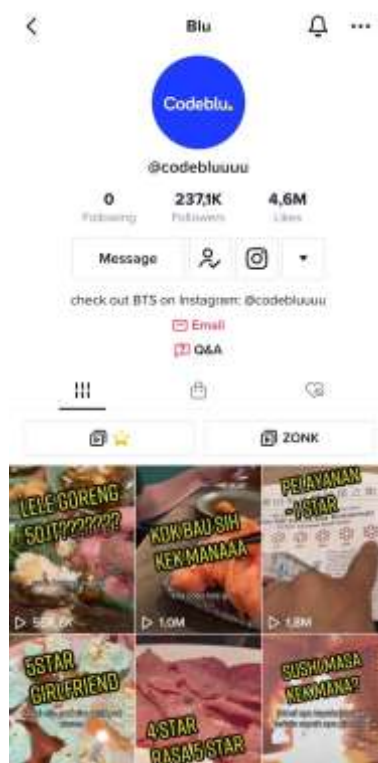 Blu
Codeblu.
@codebluuuu
0 237,1K 4,6M
Following Followers Likes
Message
check out BTS on Instagram: @codebluuuu
Email
Q&A
ZONK
LELE GORENG
50JT???????
KOK BAU SIH
KEK MANAAA
PELAYANAN
-1 STAR
1.0M
1.8M
5STAR
GIRLFRIEND
4 STAR
RASA 5 STAR
SUSHI MASA
KEK MANA?